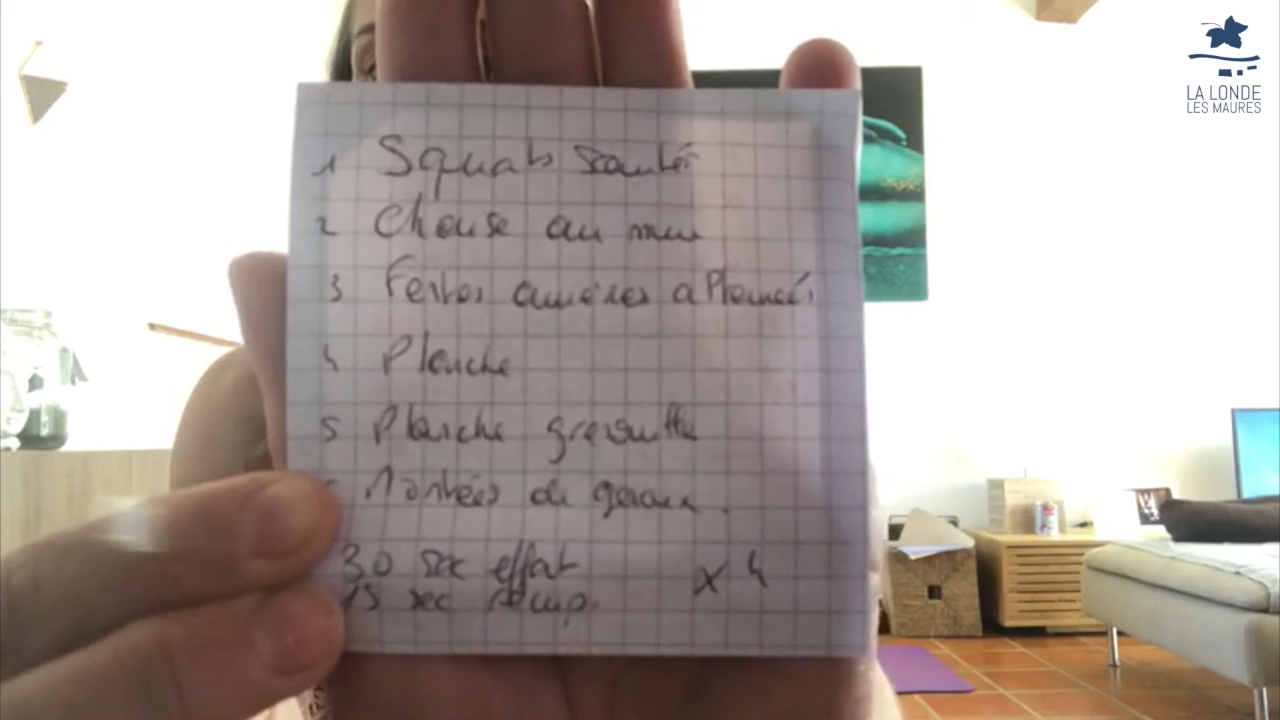 LA LONDE
LES MAURES
1 Squats sautés
2 Chaise au mur
3 Fentes arrières alternées
4 Planche
5 Planche grenouille
6 Montées de genoux.
30 sec effort
15 sec récup. x 4